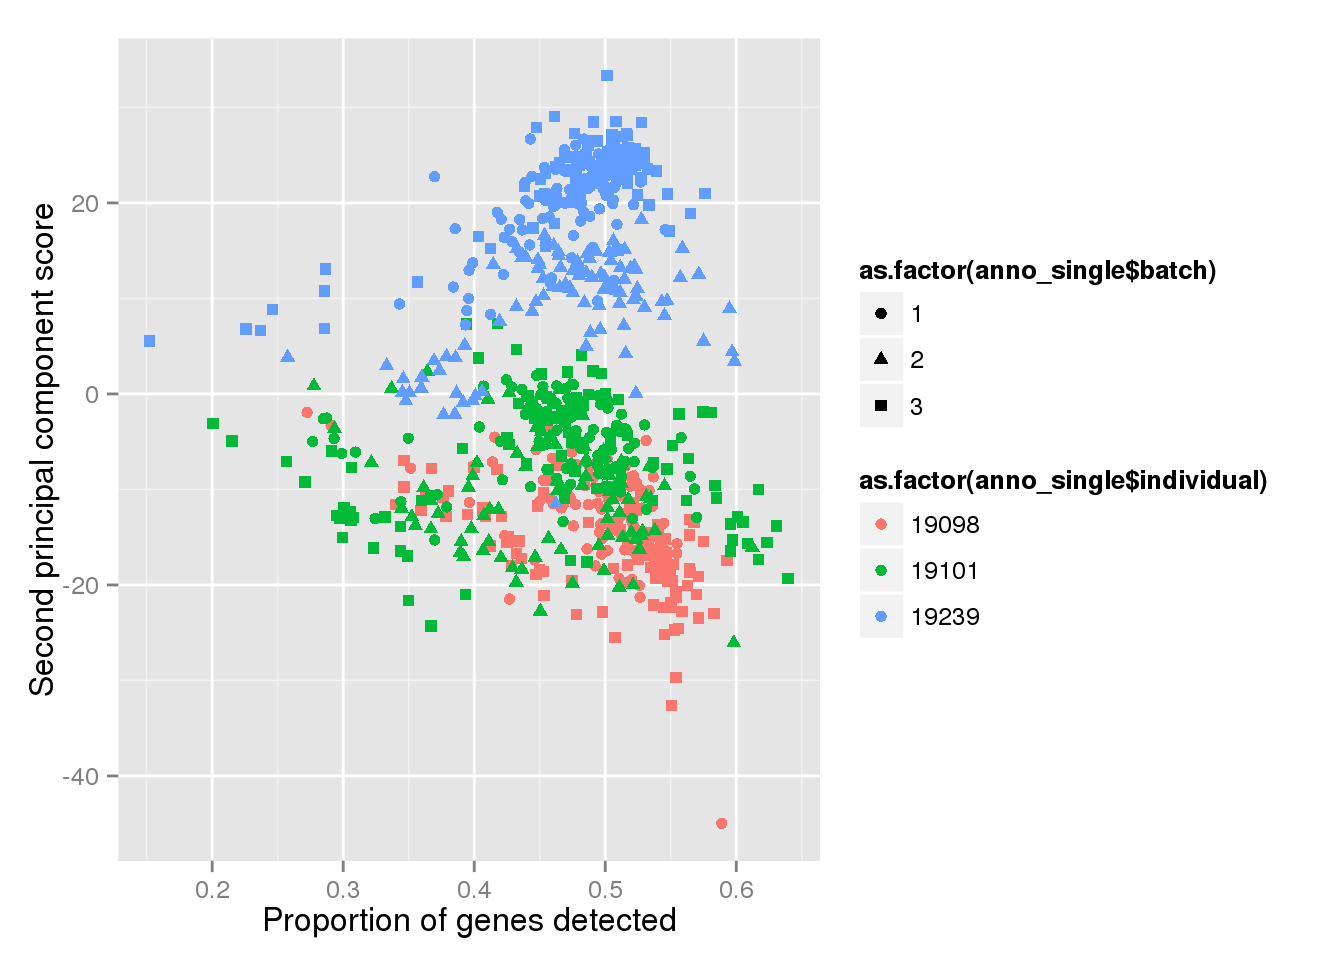 20
0
-20
-40
Second principal component score
0.2 0.3 0.4 0.5 0.6
Proportion of genes detected
as.factor(anno_single$batch)
1
2
3
as.factor(anno_single$individual)
19098
19101
19239